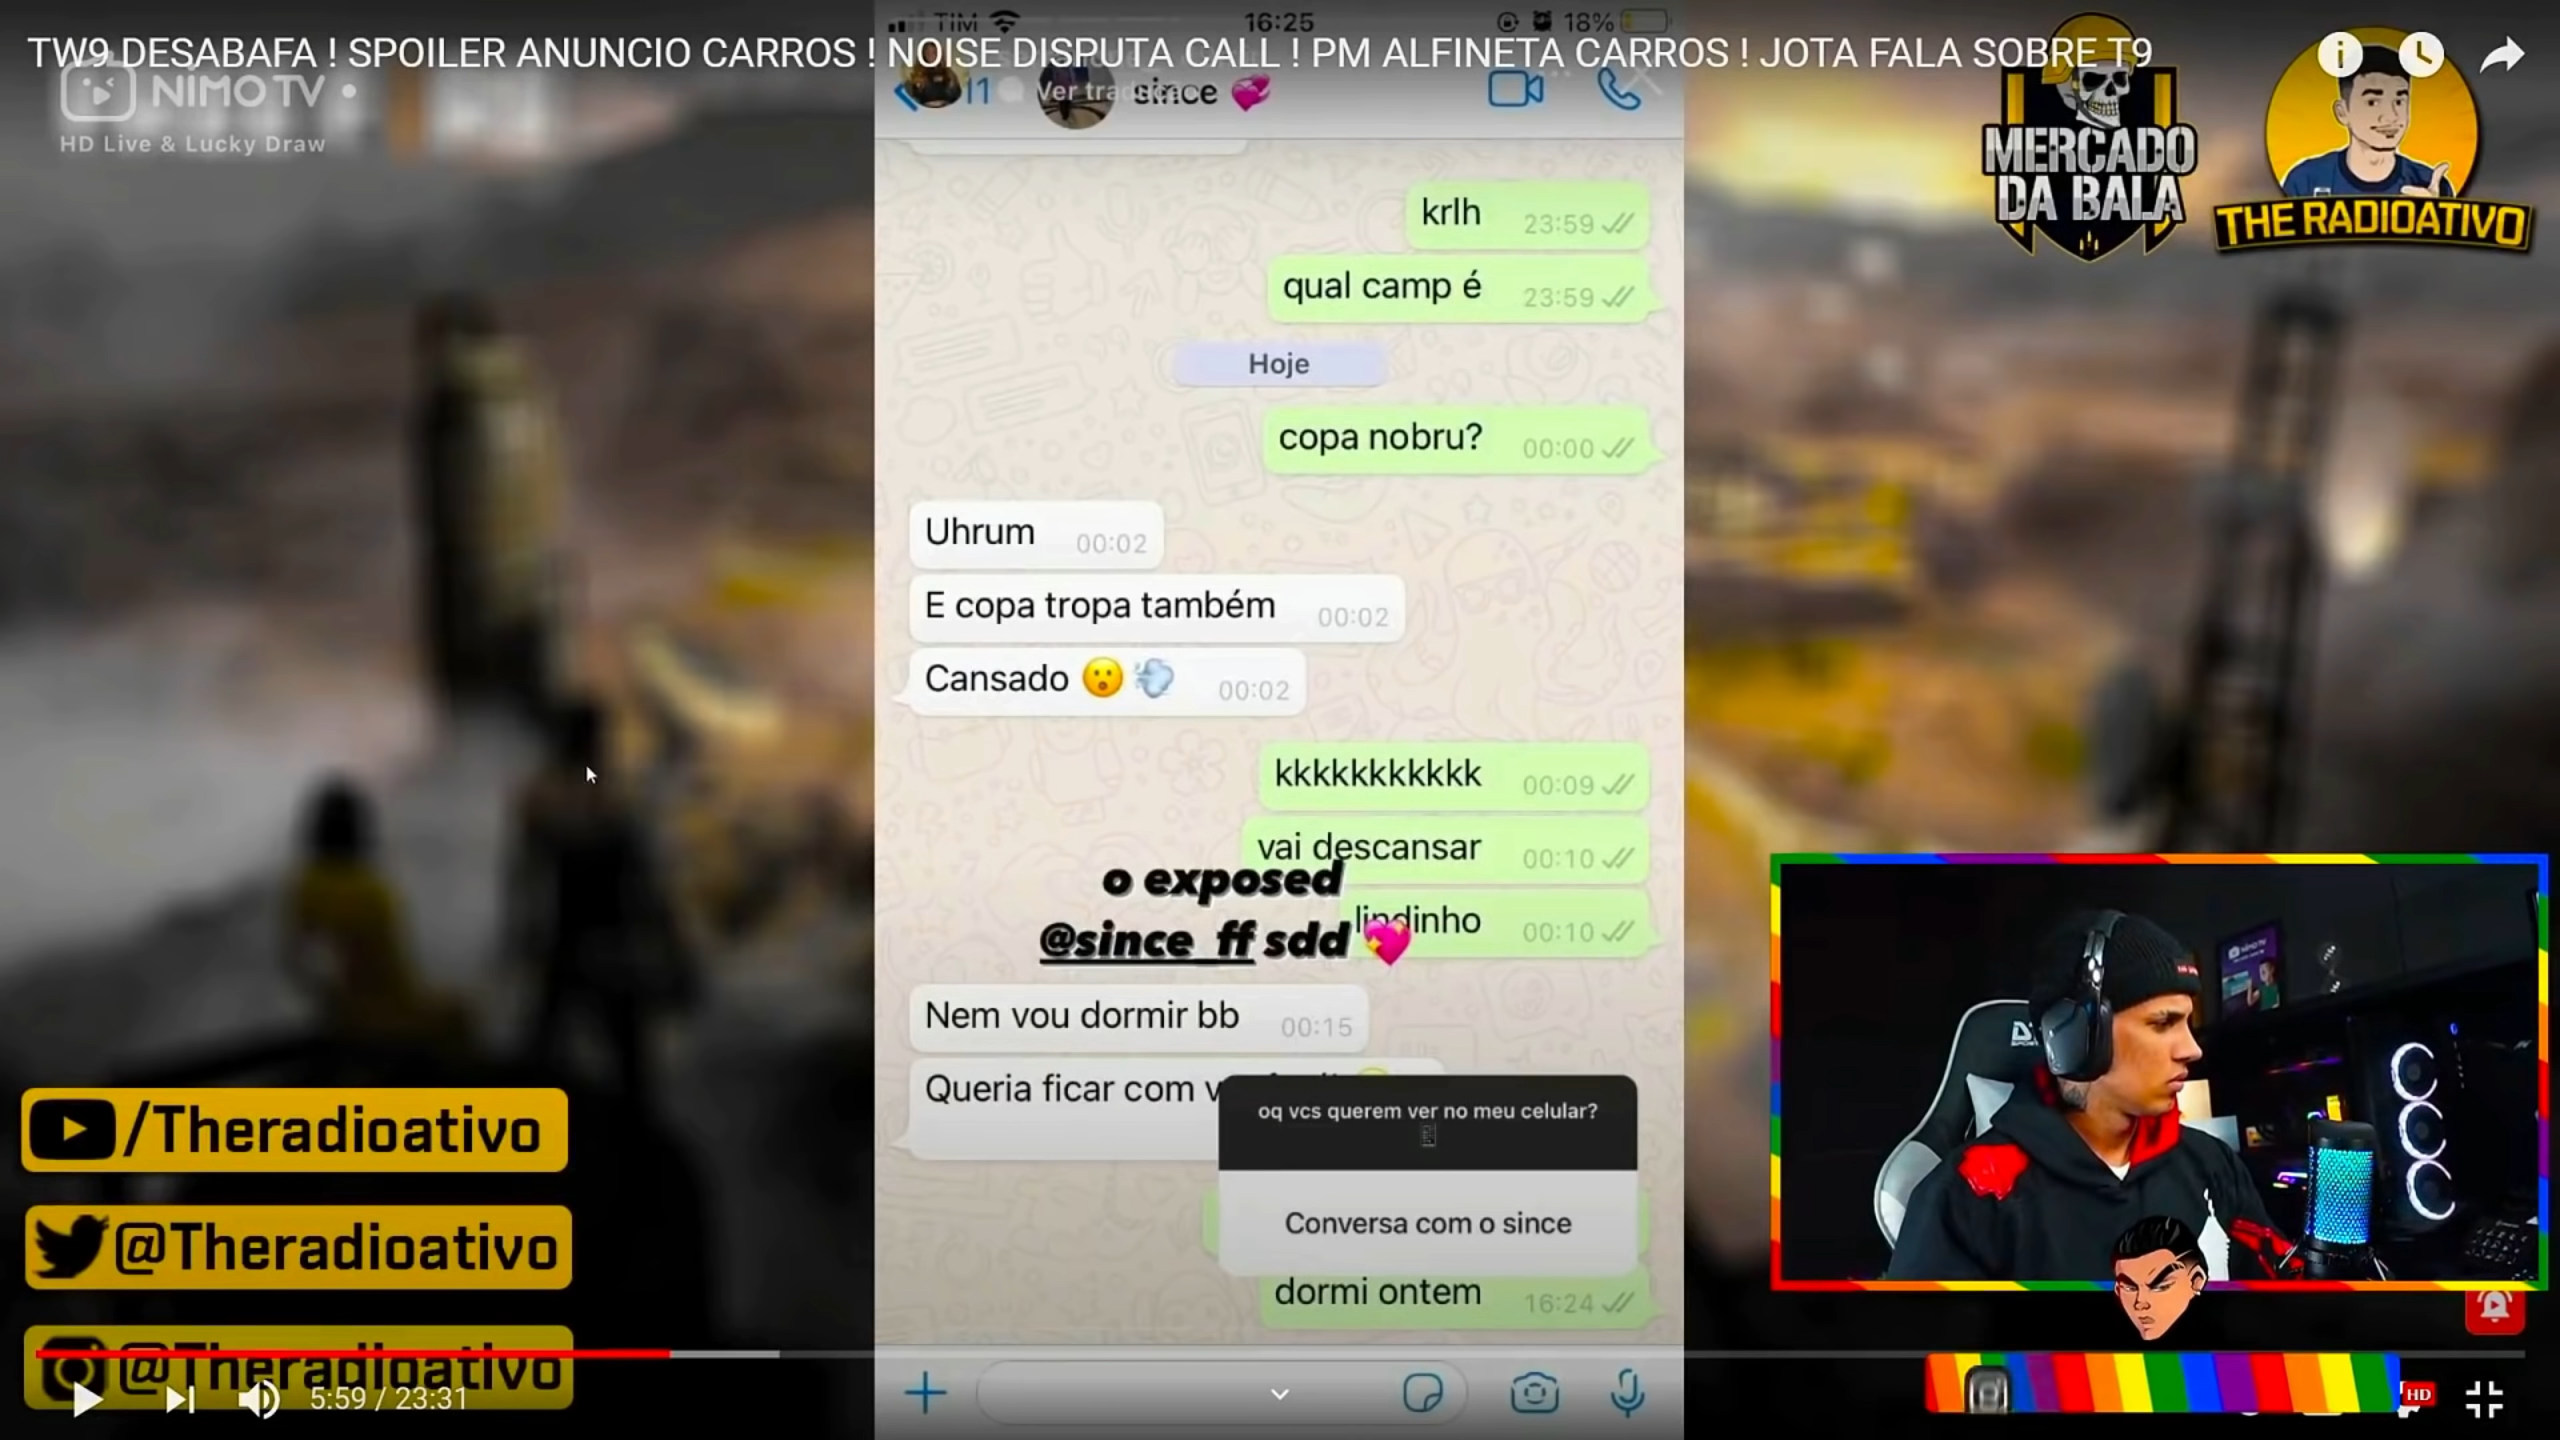 TW9 DESABAFA ! SPOILER ANUNCIO CARROS ! NOISE DISPUTA CALL ! PM ALFINETA CARROS ! JOTA FALA SOBRE T9
NIMO TV
HD Live & Lucky Draw
TIM
16:25
18%
since 💞
MERCADO
DA BALA
THE RADIOATIVO
krlh 23:59
qual camp é 23:59
Hoje
copa nobru? 00:00
Uhrum 00:02
E copa tropa também 00:02
Cansado 😮💨 00:02
kkkkkkkkkkk 00:09
vai descansar 00:10
o exposed
lindinho 00:10
@since_ff sdd 💖
Nem vou dormir bb 00:15
Queria ficar com
oq vcs querem ver no meu celular?
Conversa com o since
dormi ontem 16:24
/Theradioativo
@Theradioativo
@Theradioativo
5:59 / 23:31
HD